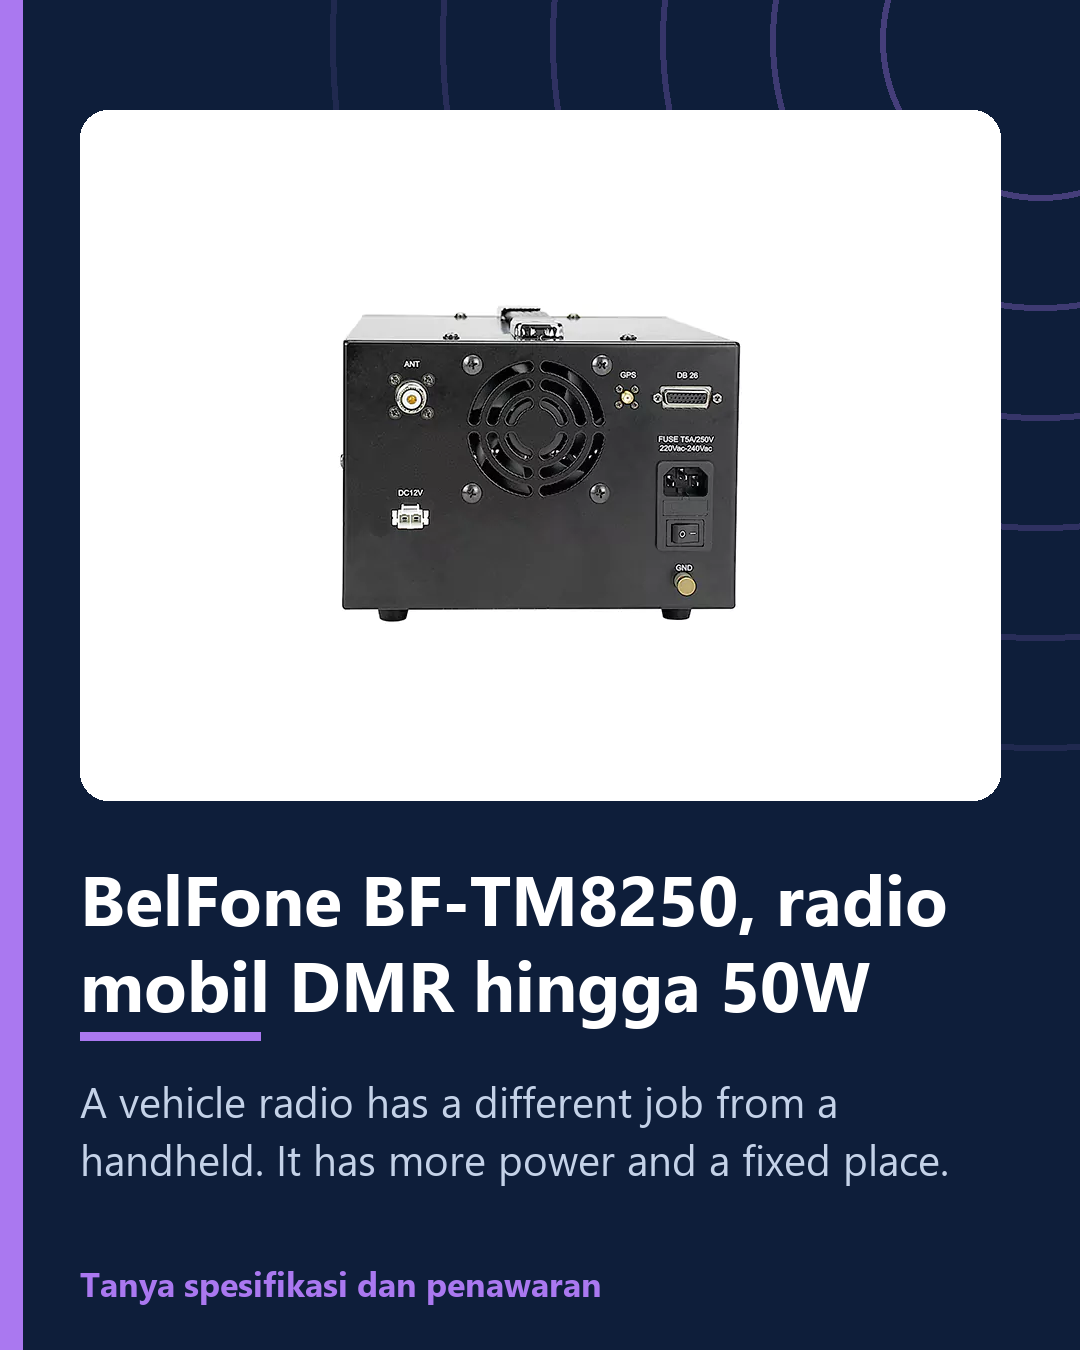 ANT
GPS
DB 26
FUSE T5A/250V
220Vac-240Vac
DC12V
GND
BelFone BF-TM8250, radio
mobil DMR hingga 50W
A vehicle radio has a different job from a
handheld. It has more power and a fixed place.
Tanya spesifikasi dan penawaran